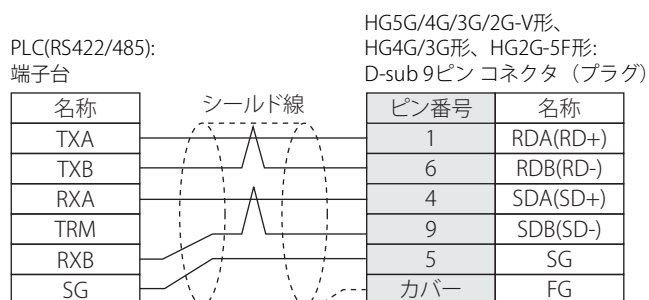 HG5G/4G/3G/2G-V形、
PLC(RS422/485):
HG4G/3G形、HG2G-5F形:
端子台
D-sub 9ピン コネクタ（プラグ）
名称 シールド線 ピン番号 名称
TXA 1 RDA(RD+)
TXB 6 RDB(RD-)
RXA 4 SDA(SD+)
TRM 9 SDB(SD-)
RXB 5 SG
SG カバー FG